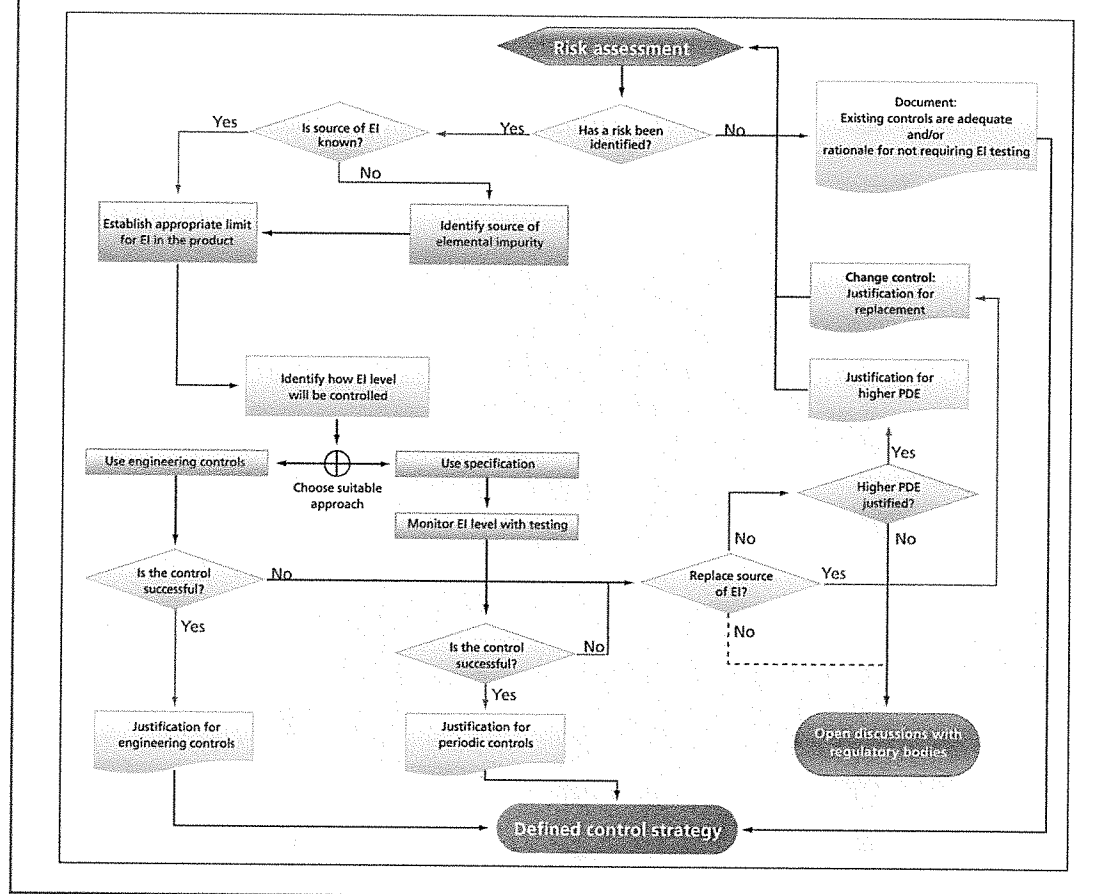 Risk assessment
Has a risk been
identified?
Yes
No
Is source of EI
known?
Yes
No
Document:
Existing controls are adequate
and/or
rationale for not requiring EI testing
Establish appropriate limit
for EI in the product
Identify source of
elemental impurity
Change control:
Justification for
replacement
Identify how EI level
will be controlled
Justification for
higher PDE
Yes
Use engineering controls
Choose suitable
approach
Use specification
Monitor EI level with testing
Higher PDE
justified?
No
No
Is the control
successful?
No
Yes
Replace source
of EI?
Yes
No
Is the control
successful?
No
Yes
Justification for
engineering controls
Justification for
periodic controls
Open discussions with
regulatory bodies
Defined control strategy